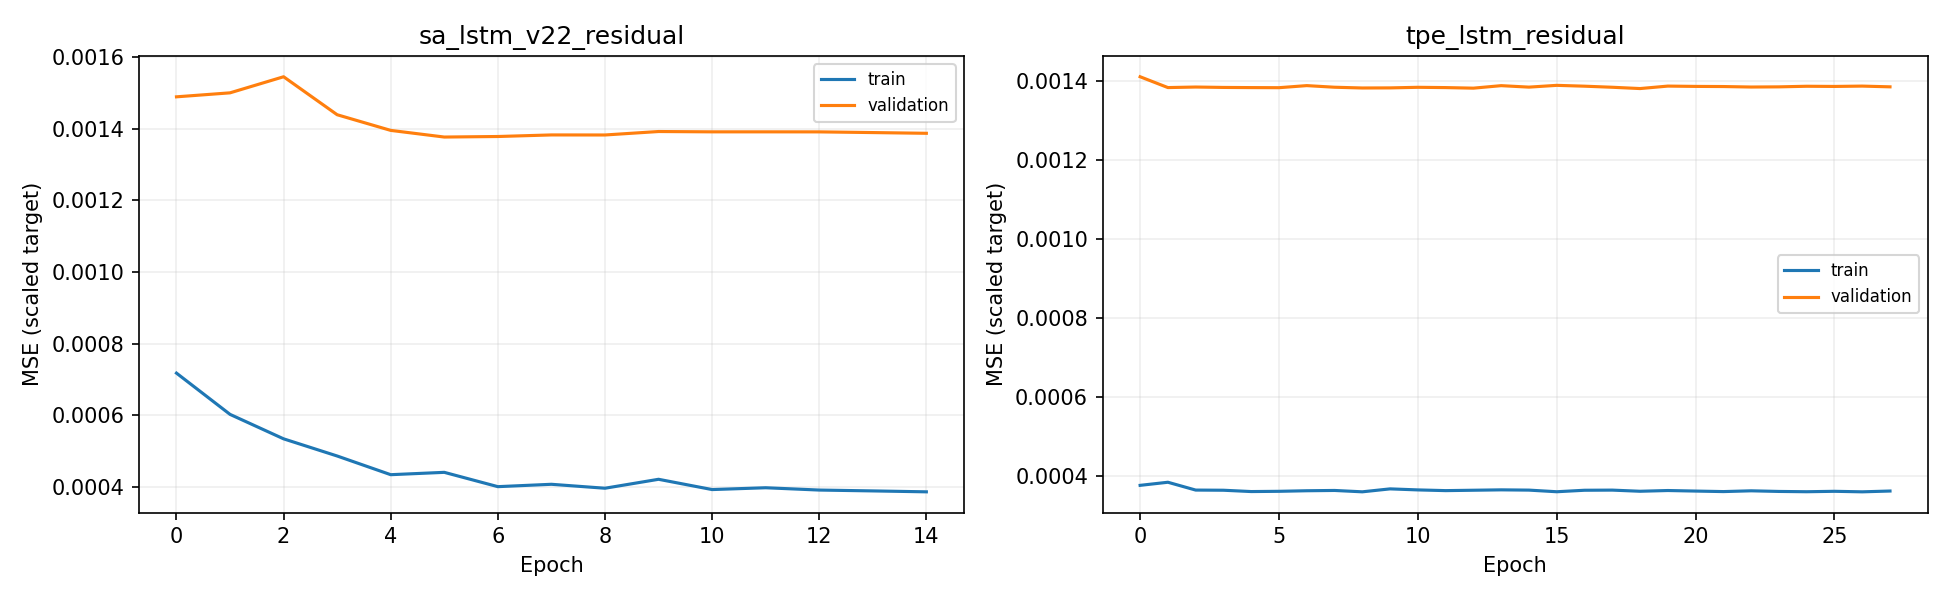 sa_lstm_v22_residual
MSE (scaled target)
0.0016
0.0014
0.0012
0.0010
0.0008
0.0006
0.0004
train
validation
0 2 4 6 8 10 12 14
Epoch
tpe_lstm_residual
MSE (scaled target)
0.0014
0.0012
0.0010
0.0008
0.0006
0.0004
train
validation
0 5 10 15 20 25
Epoch